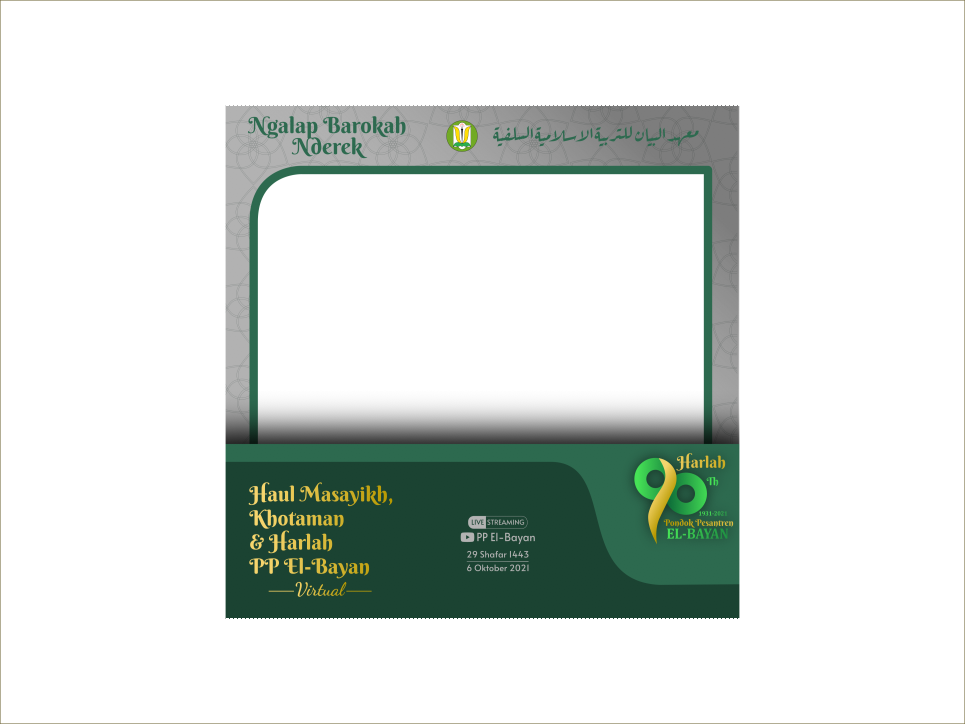 Ngalap Barokah
Nderek
معهد البيان للتربية الاسلامية السلفية
Haul Masayikh,
Khotaman
& Harlah
PP El-Bayan
Virtual
LIVE STREAMING
PP El-Bayan
29 Shafar 1443
6 Oktober 2021
Harlah
90 Th
1931-2021
Pondok Pesantren
EL-BAYAN